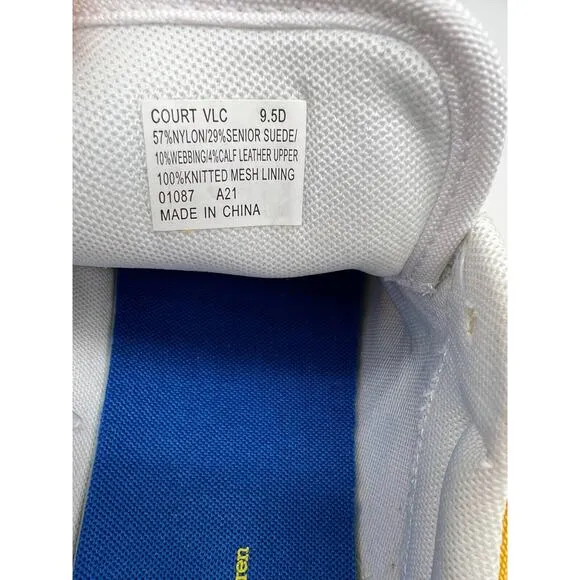 COURT VLC 9.5D
57%NYLON/29%SENIOR SUEDE/
10%WEBBING/4%CALF LEATHER UPPER
100%KNITTED MESH LINING
01087 A21
MADE IN CHINA